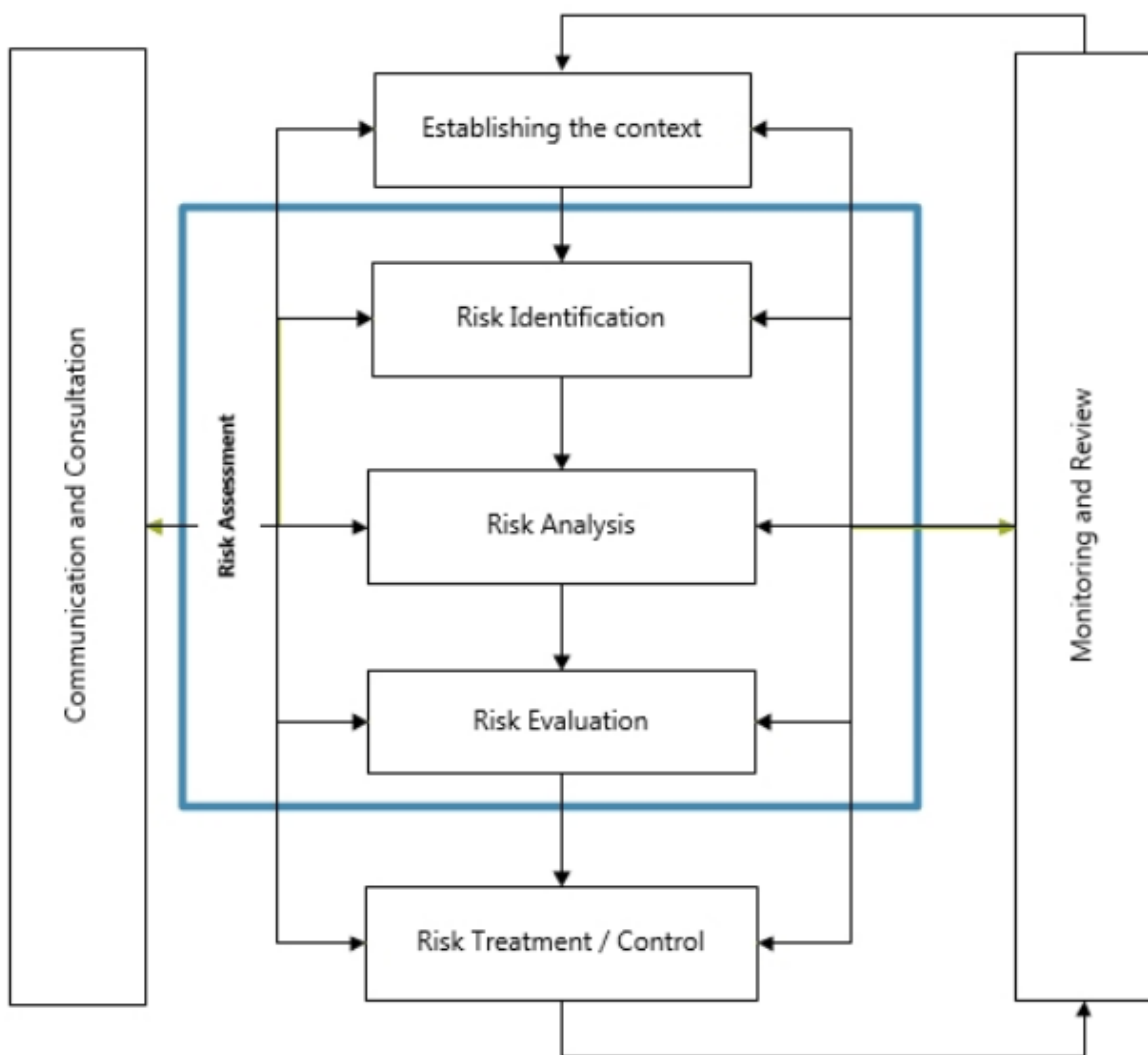 Establishing the context
Communication and Consultation
Risk Assessment
Risk Identification
Risk Analysis
Risk Evaluation
Risk Treatment / Control
Monitoring and Review